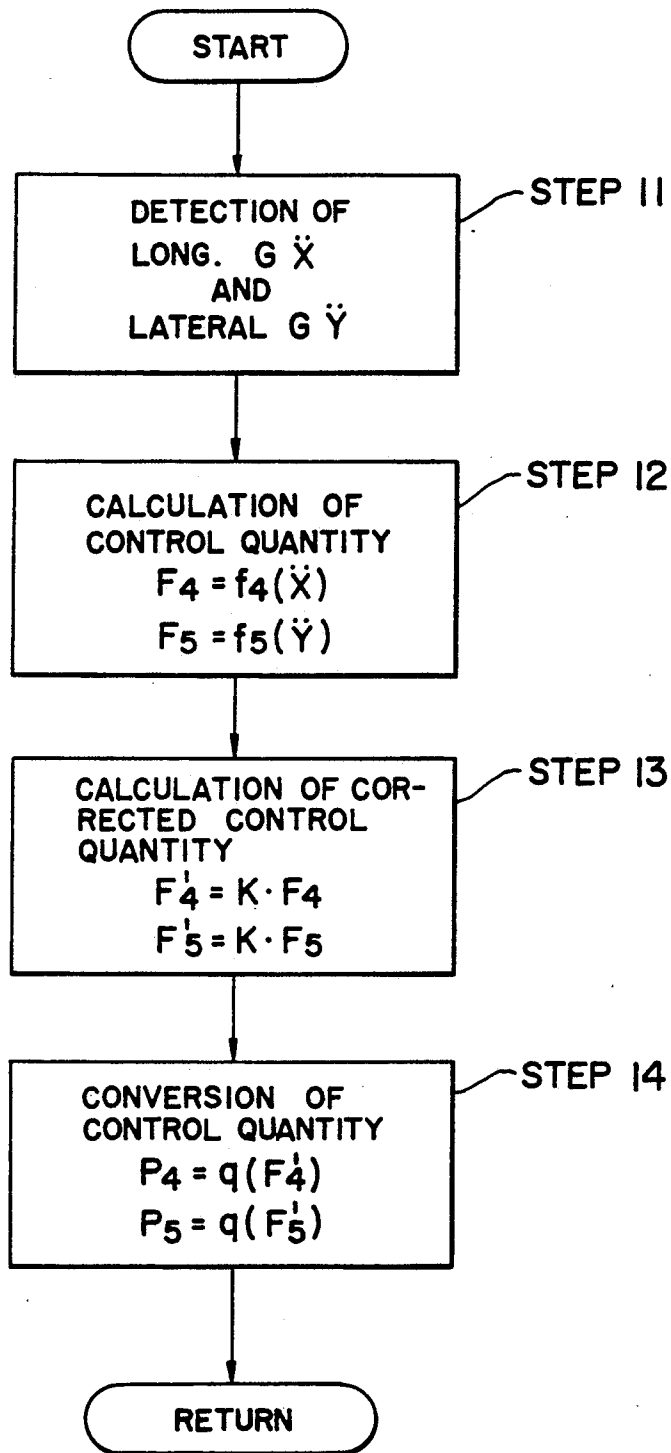 START
STEP 11
DETECTION OF
LONG. G Ẍ
AND
LATERAL G Ÿ
STEP 12
CALCULATION OF
CONTROL QUANTITY
F4 = f4(Ẍ)
F5 = f5(Ÿ)
STEP 13
CALCULATION OF COR-
RECTED CONTROL
QUANTITY
F'4 = K · F4
F'5 = K · F5
STEP 14
CONVERSION OF
CONTROL QUANTITY
P4 = q(F'4)
P5 = q(F'5)
RETURN